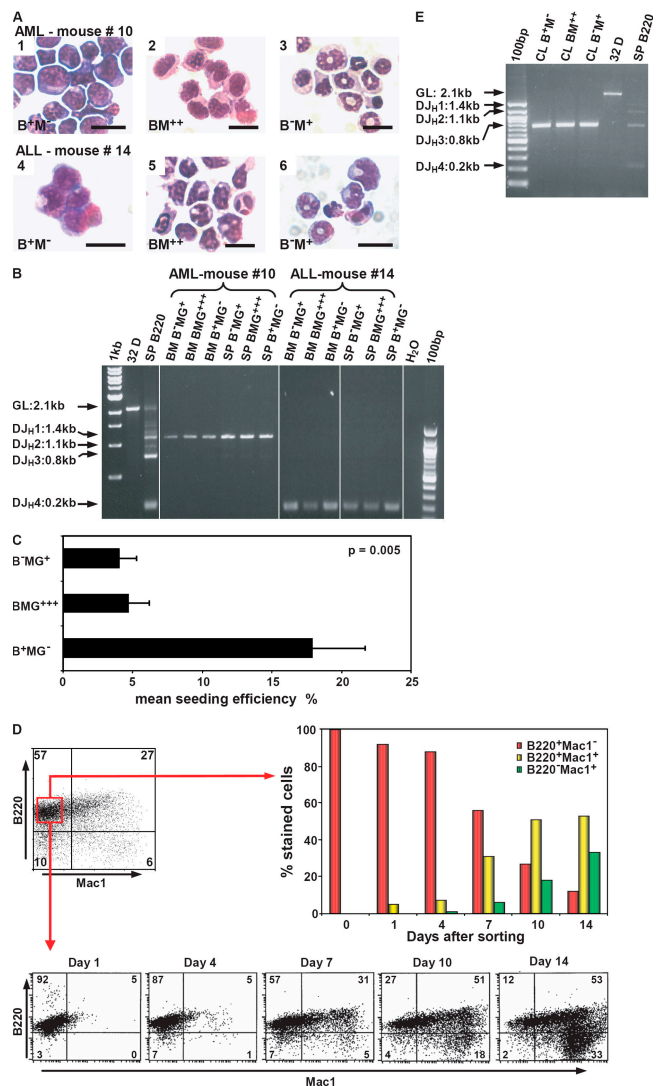 A
AML - mouse # 10
1
B⁺M⁻
2
BM⁺⁺
3
B⁻M⁺
ALL - mouse # 14
4
B⁺M⁻
5
BM⁺⁺
6
B⁻M⁺
E
100bp
CL B⁺M⁻
CL BM⁺⁺
CL B⁻M⁺
32 D
SP B220
GL: 2.1kb
DJH1:1.4kb
DJH2:1.1kb
DJH3:0.8kb
DJH4:0.2kb
B
AML-mouse #10
ALL-mouse #14
1kb
32 D
SP B220
BM B⁻MG⁺
BM BMG⁺⁺⁺
BM B⁺MG⁻
SP B⁻MG⁺
SP BMG⁺⁺⁺
SP B⁺MG⁻
BM B⁻MG⁺
BM BMG⁺⁺⁺
BM B⁺MG⁻
SP B⁻MG⁺
SP BMG⁺⁺⁺
SP B⁺MG⁻
H₂O
100bp
GL:2.1kb
DJH1:1.4kb
DJH2:1.1kb
DJH3:0.8kb
DJH4:0.2kb
C
p = 0.005
B⁻MG⁺
BMG⁺⁺⁺
B⁺MG⁻
0 5 10 15 20 25
mean seeding efficiency %
D
57 27
B220
10 6
Mac1
100
80
60
40
20
0
% stained cells
B220⁺Mac1⁻
B220⁺Mac1⁺
B220⁻Mac1⁺
0 1 4 7 10 14
Days after sorting
Day 1 Day 4 Day 7 Day 10 Day 14
92 5 87 5 57 31 27 51 12 53
B220
3 0 7 1 7 5 4 18 2 33
Mac1